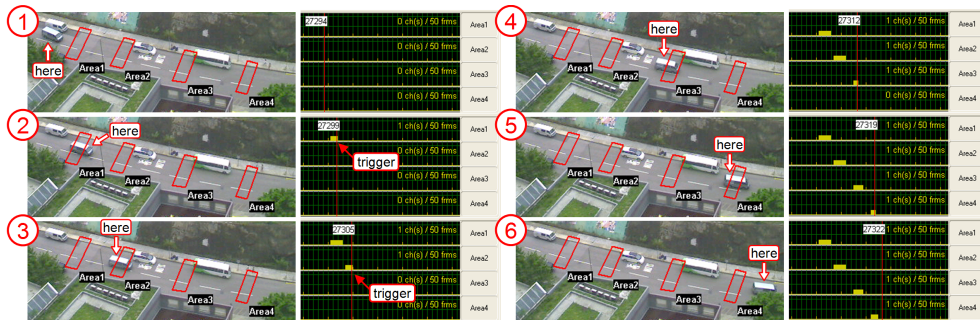 1
here
Area1
Area2
Area3
Area4
27294
0 ch(s) / 50 frms
0 ch(s) / 50 frms
0 ch(s) / 50 frms
0 ch(s) / 50 frms
Area1
Area2
Area3
Area4
2
here
Area1
Area2
Area3
Area4
27299
trigger
1 ch(s) / 50 frms
0 ch(s) / 50 frms
0 ch(s) / 50 frms
0 ch(s) / 50 frms
Area1
Area2
Area3
Area4
3
here
Area1
Area2
Area3
Area4
27305
trigger
1 ch(s) / 50 frms
1 ch(s) / 50 frms
0 ch(s) / 50 frms
0 ch(s) / 50 frms
Area1
Area2
Area3
Area4
4
here
Area1
Area2
Area3
Area4
27312
1 ch(s) / 50 frms
1 ch(s) / 50 frms
1 ch(s) / 50 frms
0 ch(s) / 50 frms
Area1
Area2
Area3
Area4
5
here
Area1
Area2
Area3
Area4
27319
1 ch(s) / 50 frms
1 ch(s) / 50 frms
1 ch(s) / 50 frms
1 ch(s) / 50 frms
Area1
Area2
Area3
Area4
6
here
Area1
Area2
Area3
Area4
27322
1 ch(s) / 50 frms
1 ch(s) / 50 frms
1 ch(s) / 50 frms
1 ch(s) / 50 frms
Area1
Area2
Area3
Area4